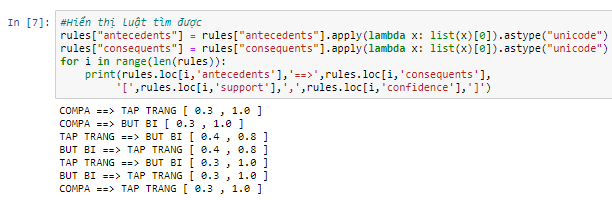 In [7]: #Hiển thị Luật tìm được
rules["antecedents"] = rules["antecedents"].apply(lambda x: list(x)[0]).astype("unicode")
rules["consequents"] = rules["consequents"].apply(lambda x: list(x)[0]).astype("unicode")
for i in range(len(rules)):
    print(rules.loc[i,'antecedents'],'==>',rules.loc[i,'consequents'],
        '[',rules.loc[i,'support'],',',rules.loc[i,'confidence'],']')
COMPA ==> TAP TRANG [ 0.3 , 1.0 ]
COMPA ==> BUT BI [ 0.3 , 1.0 ]
TAP TRANG ==> BUT BI [ 0.4 , 0.8 ]
BUT BI ==> TAP TRANG [ 0.4 , 0.8 ]
TAP TRANG ==> BUT BI [ 0.3 , 1.0 ]
BUT BI ==> TAP TRANG [ 0.3 , 1.0 ]
COMPA ==> TAP TRANG [ 0.3 , 1.0 ]